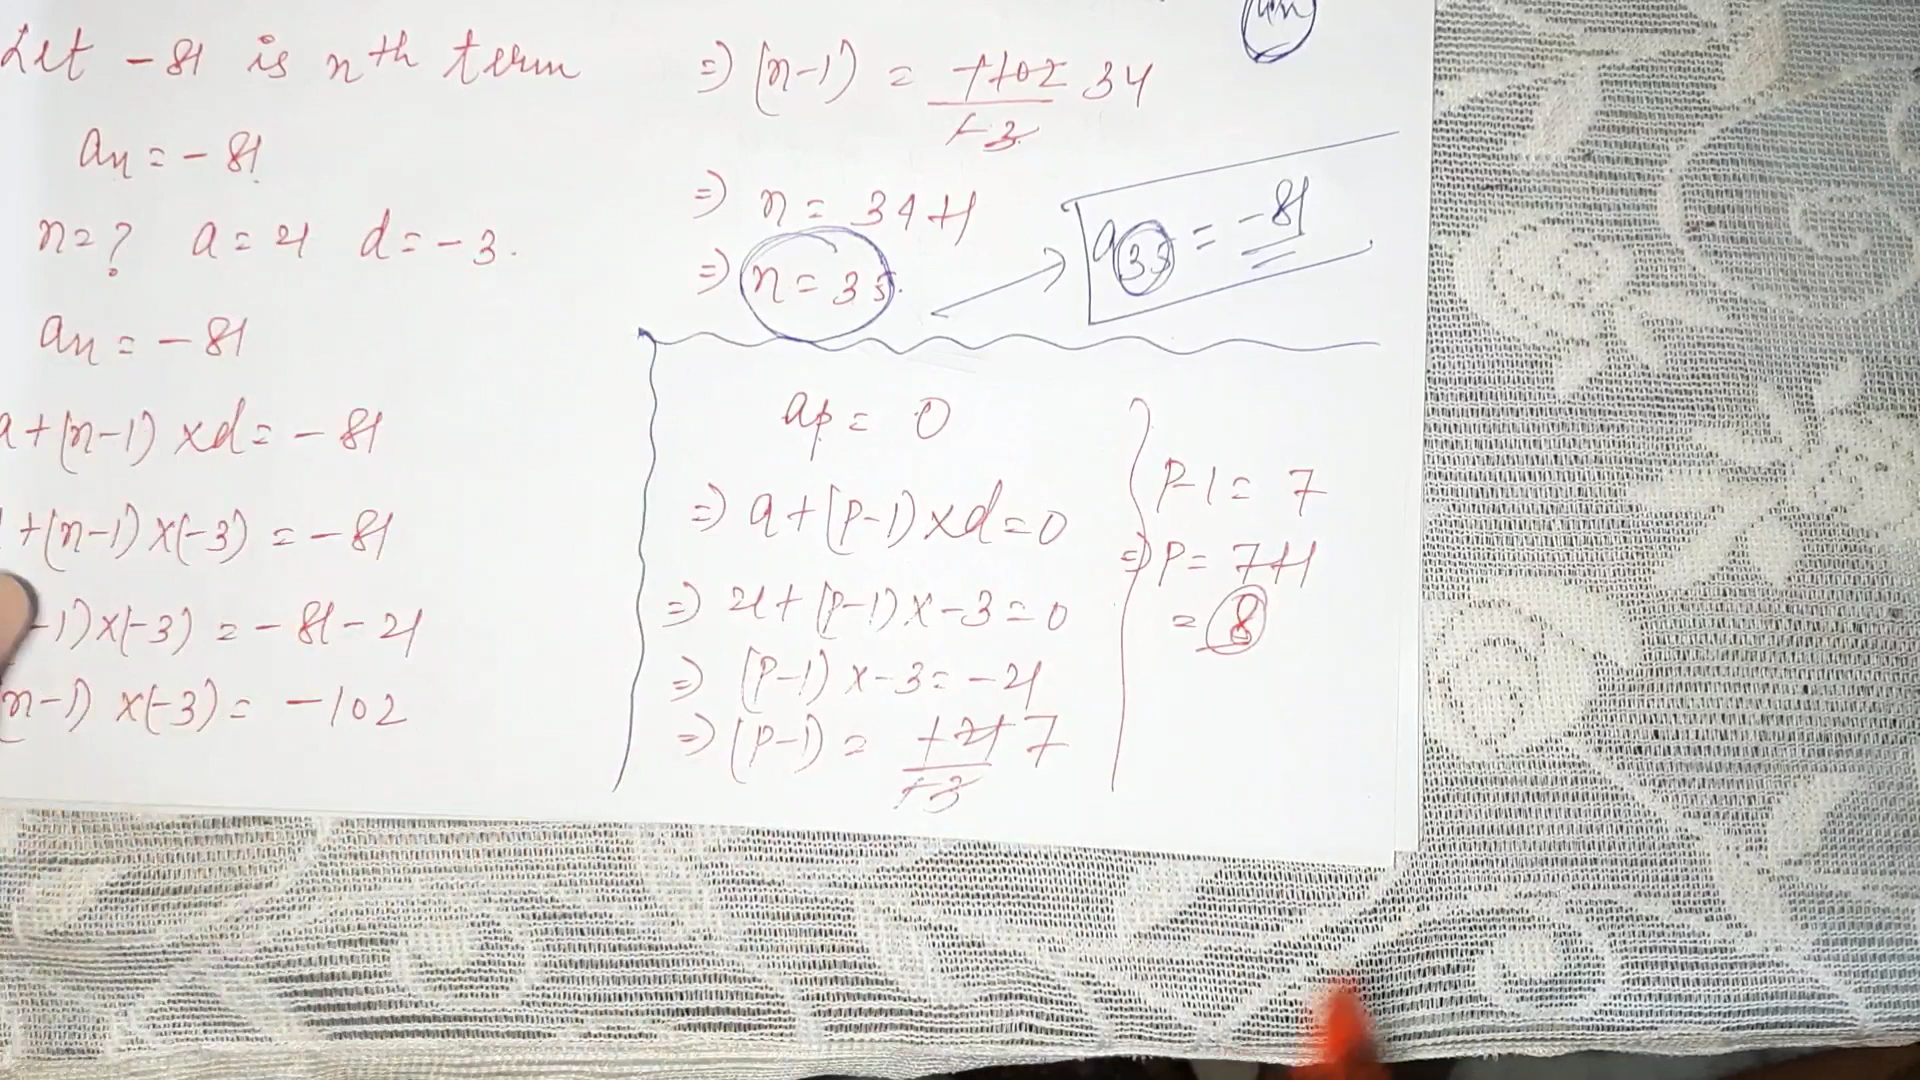 Let -81 is nth term
an = -81
n=? a=21 d=-3.
an = -81
a+(n-1)xd=-81
+(n-1)x(-3)=-81
-1)x(-3)=-81-21
(n-1) x(-3)= -102
=) (n-1) = +102 34
+3
=) n= 34+1
=) n=35.
a35 = -81
ap = 0
=) a+(P-1)xd=0
=) 21+(P-1)x-3=0
=) (P-1) x-3=-21
=) (P-1) = +21 7
+3
P-1= 7
=) P= 7+1
= 8